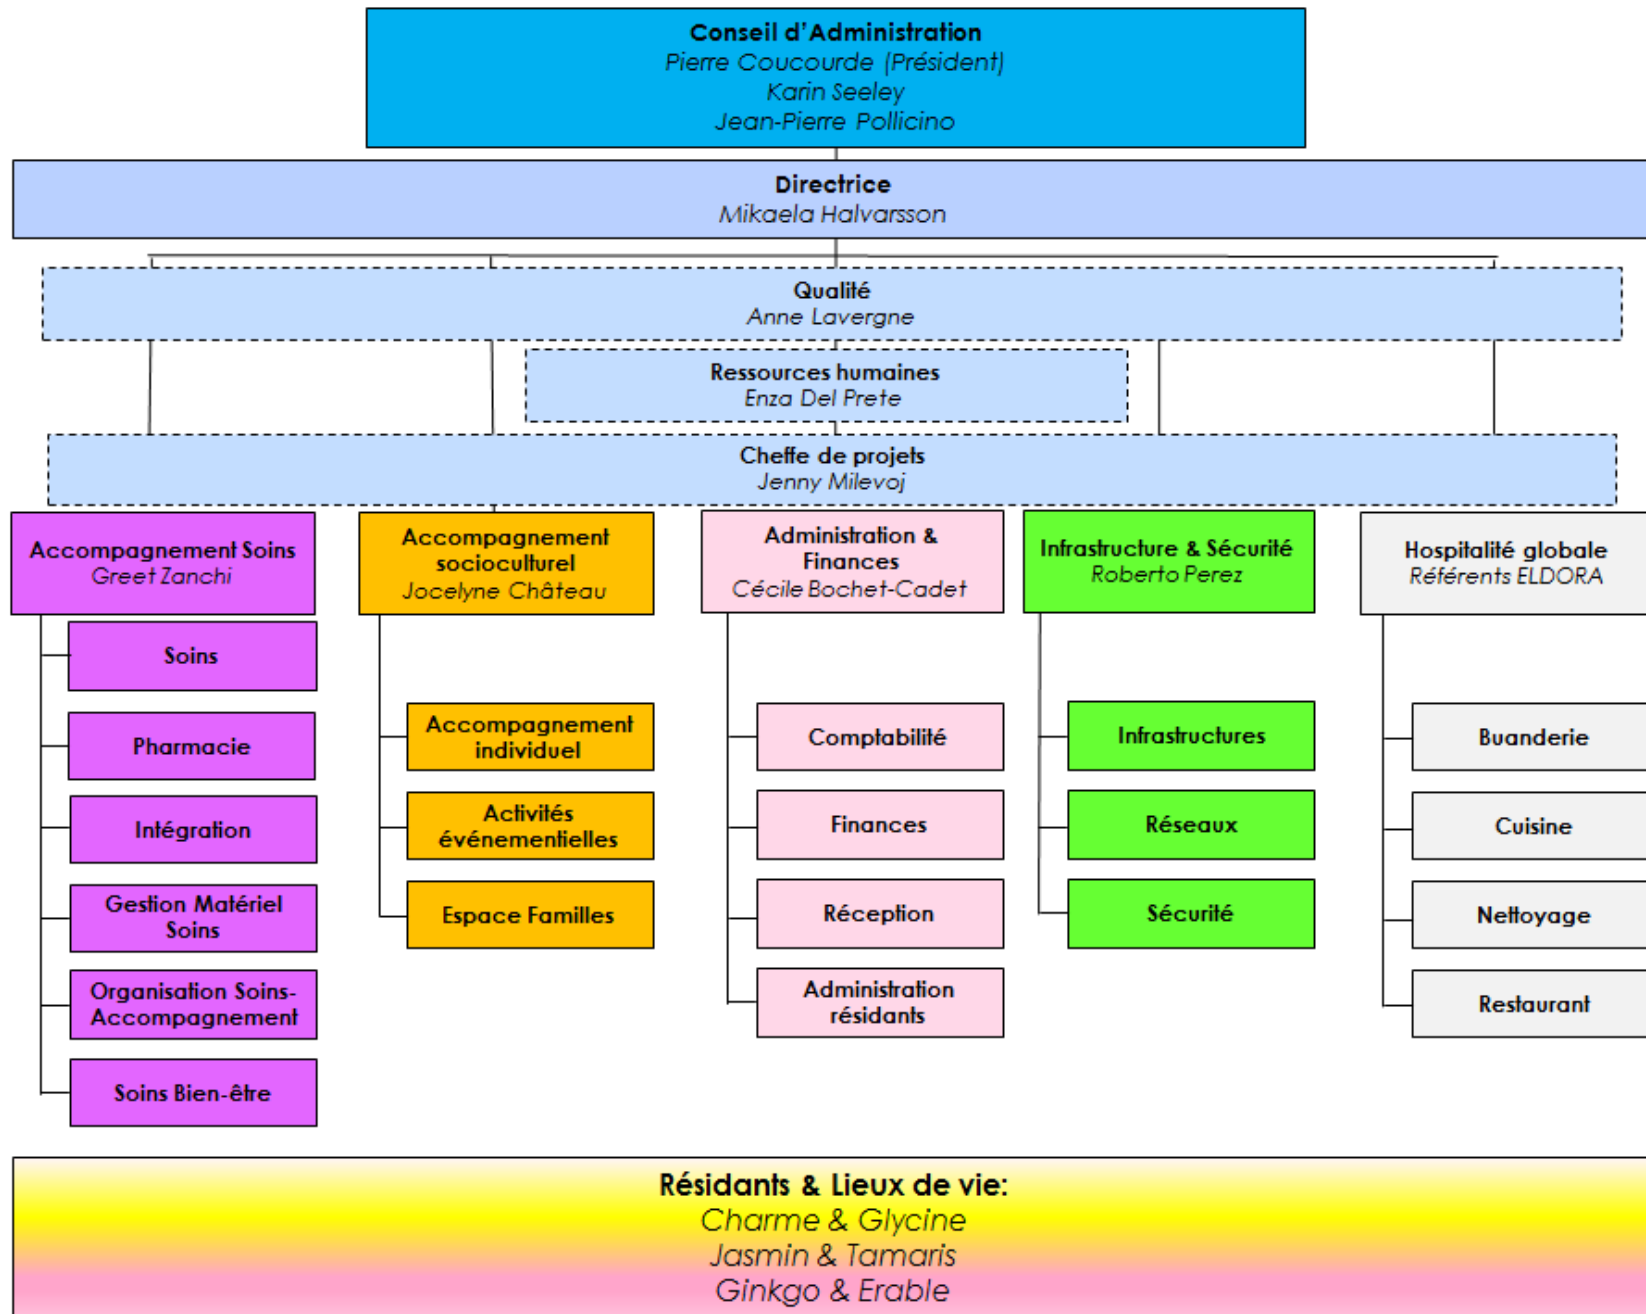 Conseil d'Administration
Pierre Coucourde (Président)
Karin Seeley
Jean-Pierre Pollicino
Directrice
Mikaela Halvarsson
Qualité
Anne Lavergne
Ressources humaines
Enza Del Prete
Cheffe de projets
Jenny Milevoj
Accompagnement Soins
Greet Zanchi
Soins
Pharmacie
Intégration
Gestion Matériel
Soins
Organisation Soins-
Accompagnement
Soins Bien-être
Accompagnement
socioculturel
Jocelyne Château
Accompagnement
individuel
Activités
événementielles
Espace Familles
Administration &
Finances
Cécile Bochet-Cadet
Comptabilité
Finances
Réception
Administration
résidants
Infrastructure & Sécurité
Roberto Perez
Infrastructures
Réseaux
Sécurité
Hospitalité globale
Référents ELDORA
Buanderie
Cuisine
Nettoyage
Restaurant
Résidants & Lieux de vie:
Charme & Glycine
Jasmin & Tamaris
Ginkgo & Erable